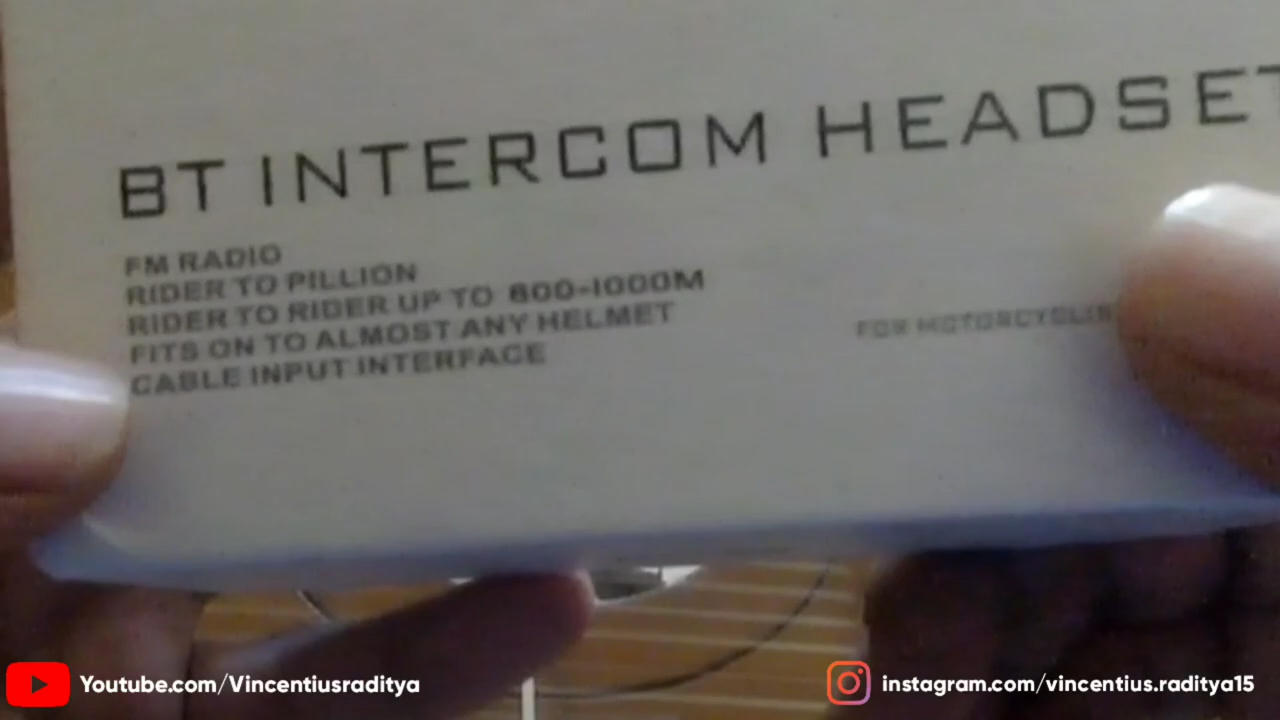 BT INTERCOM HEADSET
FM RADIO
RIDER TO PILLION
RIDER TO RIDER UP TO 800-1000M
FITS ON TO ALMOST ANY HELMET
CABLE INPUT INTERFACE
FOR
Youtube.com/Vincentiusraditya
instagram.com/vincentius.raditya15